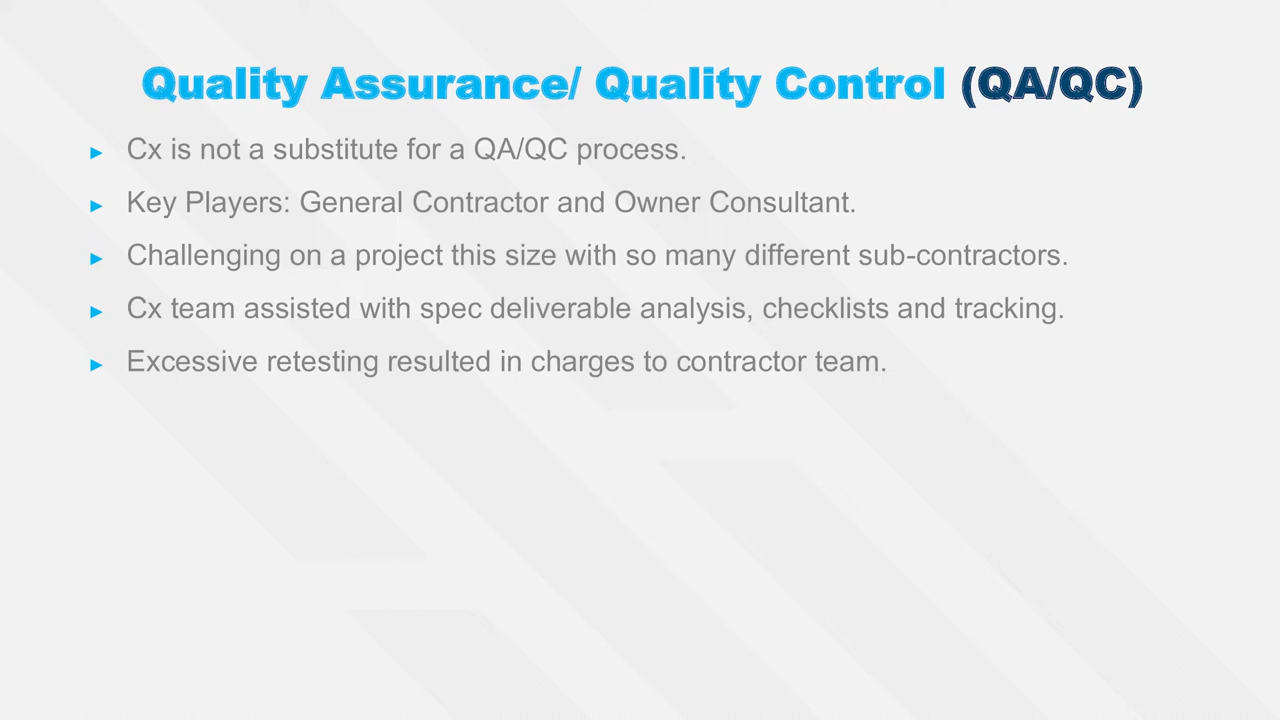 Quality Assurance/ Quality Control (QA/QC)
► Cx is not a substitute for a QA/QC process.
► Key Players: General Contractor and Owner Consultant.
► Challenging on a project this size with so many different sub-contractors.
► Cx team assisted with spec deliverable analysis, checklists and tracking.
► Excessive retesting resulted in charges to contractor team.